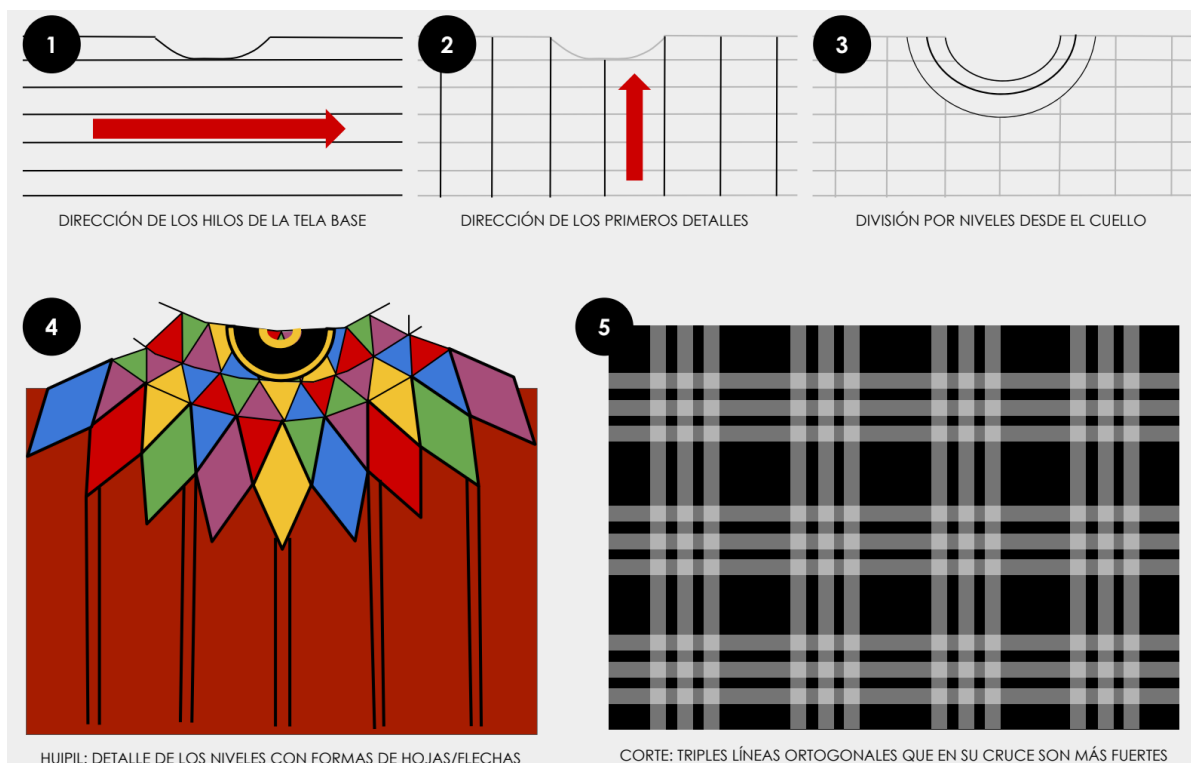 1
DIRECCIÓN DE LOS HILOS DE LA TELA BASE
2
DIRECCIÓN DE LOS PRIMEROS DETALLES
3
DIVISIÓN POR NIVELES DESDE EL CUELLO
4
HUIPIL: DETALLE DE LOS NIVELES CON FORMAS DE HOJAS/FLECHAS
5
CORTE: TRIPLES LÍNEAS ORTOGONALES QUE EN SU CRUCE SON MÁS FUERTES